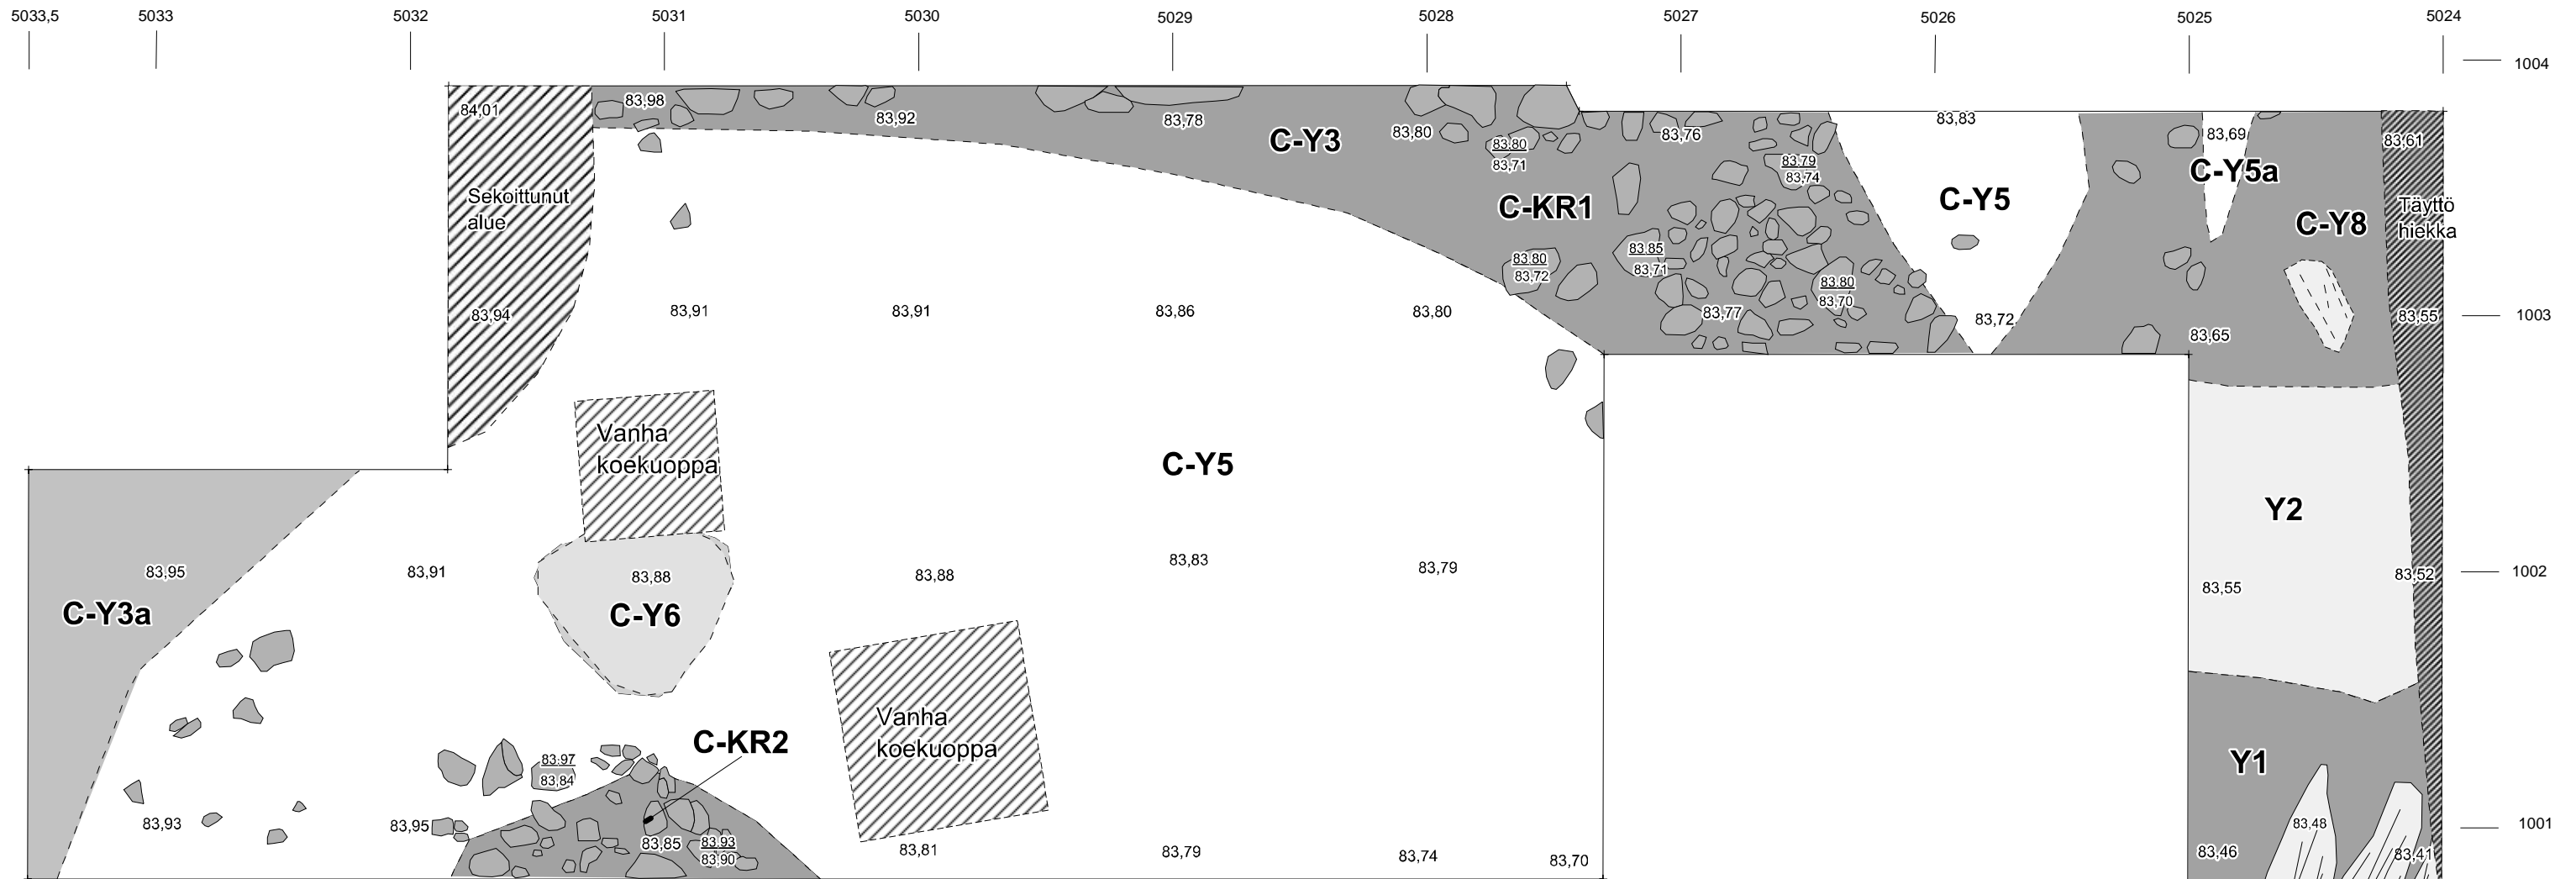 5033,5 5033 5032 5031 5030 5029 5028 5027 5026 5025 5024
1004
84,01 83,98 83,92 83,78 83,80 83,76 83,83 83,69 83,61
C-Y3
83,80
83,71
83,79
83,74
C-Y5a
Sekoittunut
alue
C-KR1
C-Y5
C-Y8
Täyttö
hiekka
83,80
83,72
83,85
83,71
83,80
83,70
83,94 83,91 83,91 83,86 83,80 83,77 83,72 83,65 83,55 1003
Vanha
koekuoppa
C-Y5
Y2
83,95 83,91 83,88 83,88 83,83 83,79 83,55 83,52 1002
C-Y3a
C-Y6
Vanha
koekuoppa
C-KR2
83,97
83,84
Y1
83,93 83,95 83,85
83,93
83,90
83,81 83,79 83,74 83,70 83,46 83,48 83,41 1001